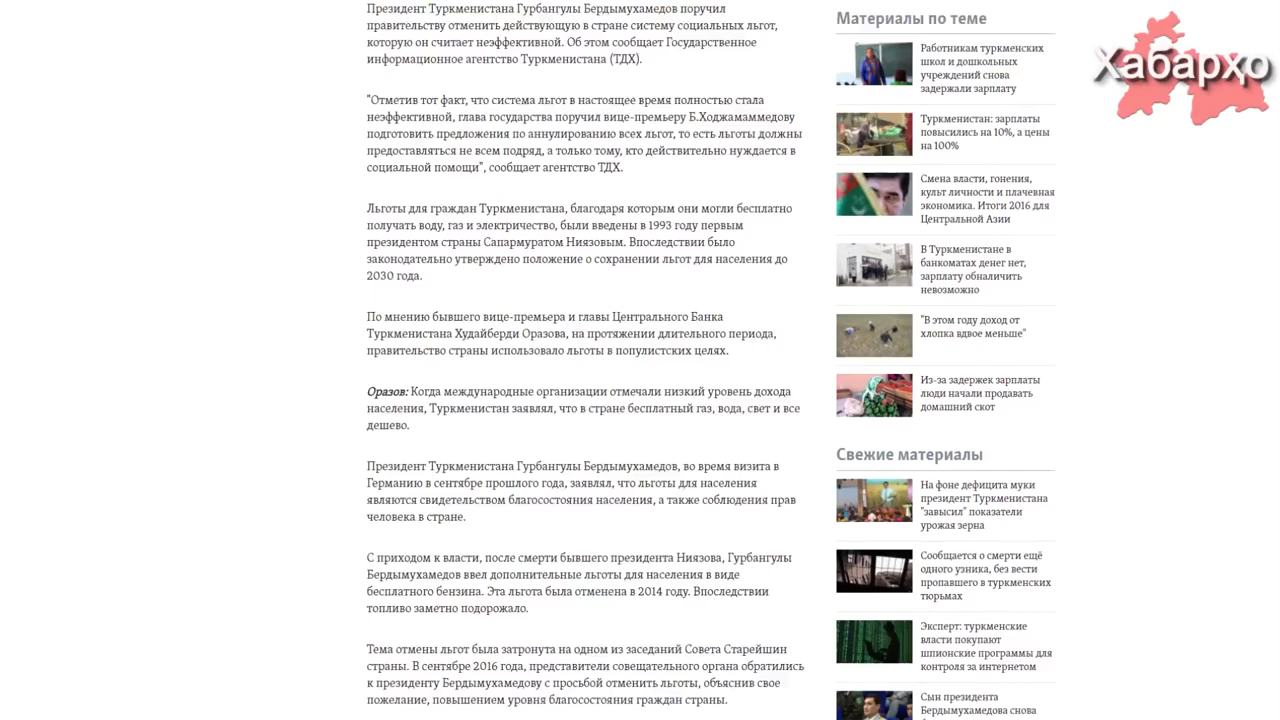 Президент Туркменистана Гурбангулы Бердымухамедов поручил
правительству отменить действующую в стране систему социальных льгот,
которую он считает неэффективной. Об этом сообщает Государственное
информационное агентство Туркменистана (ТДХ).
"Отметив тот факт, что система льгот в настоящее время полностью стала
неэффективной, глава государства поручил вице-премьеру Б.Ходжамаммедову
подготовить предложения по аннулированию всех льгот, то есть льготы должны
предоставляться не всем подряд, а только тому, кто действительно нуждается в
социальной помощи", сообщает агентство ТДХ.
Льготы для граждан Туркменистана, благодаря которым они могли бесплатно
получать воду, газ и электричество, были введены в 1993 году первым
президентом страны Сапармуратом Ниязовым. Впоследствии было
законодательно утверждено положение о сохранении льгот для населения до
2030 года.
По мнению бывшего вице-премьера и главы Центрального Банка
Туркменистана Худайберди Оразова, на протяжении длительного периода,
правительство страны использовало льготы в популистских целях.
Оразов: Когда международные организации отмечали низкий уровень дохода
населения, Туркменистан заявлял, что в стране бесплатный газ, вода, свет и все
дешево.
Президент Туркменистана Гурбангулы Бердымухамедов, во время визита в
Германию в сентябре прошлого года, заявлял, что льготы для населения
являются свидетельством благосостояния населения, а также соблюдения прав
человека в стране.
С приходом к власти, после смерти бывшего президента Ниязова, Гурбангулы
Бердымухамедов ввел дополнительные льготы для населения в виде
бесплатного бензина. Эта льгота была отменена в 2014 году. Впоследствии
топливо заметно подорожало.
Тема отмены льгот была затронута на одном из заседаний Совета Старейшин
страны. В сентябре 2016 года, представители совещательного органа обратились
к президенту Бердымухамедову с просьбой отменить льготы, объяснив свое
пожелание, повышением уровня благосостояния граждан страны.
Материалы по теме
Работникам туркменских
школ и дошкольных
учреждений снова
задержали зарплату
Туркменистан: зарплаты
повысились на 10%, а цены
на 100%
Смена власти, гонения,
культ личности и плачевная
экономика. Итоги 2016 для
Центральной Азии
В Туркменистане в
банкоматах денег нет,
зарплату обналичить
невозможно
"В этом году доход от
хлопка вдвое меньше"
Из-за задержек зарплаты
люди начали продавать
домашний скот
Свежие материалы
На фоне дефицита муки
президент Туркменистана
"завысил" показатели
урожая зерна
Сообщается о смерти ещё
одного узника, без вести
пропавшего в туркменских
тюрьмах
Эксперт: туркменские
власти покупают
шпионские программы для
контроля за интернетом
Сын президента
Бердымухамедова снова
Хабарҳо